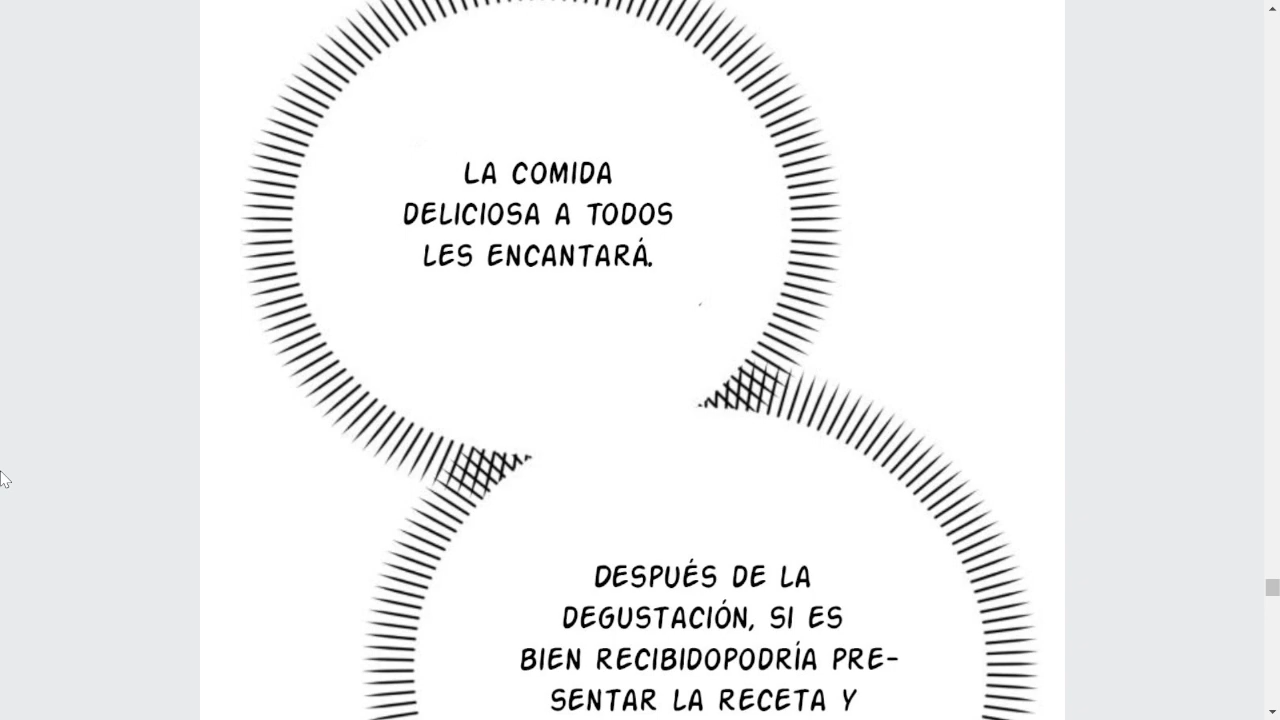 LA COMIDA
DELICIOSA A TODOS
LES ENCANTARÁ.
DESPUÉS DE LA
DEGUSTACIÓN, SI ES
BIEN RECIBIDOPODRÍA PRE-
SENTAR LA RECETA Y